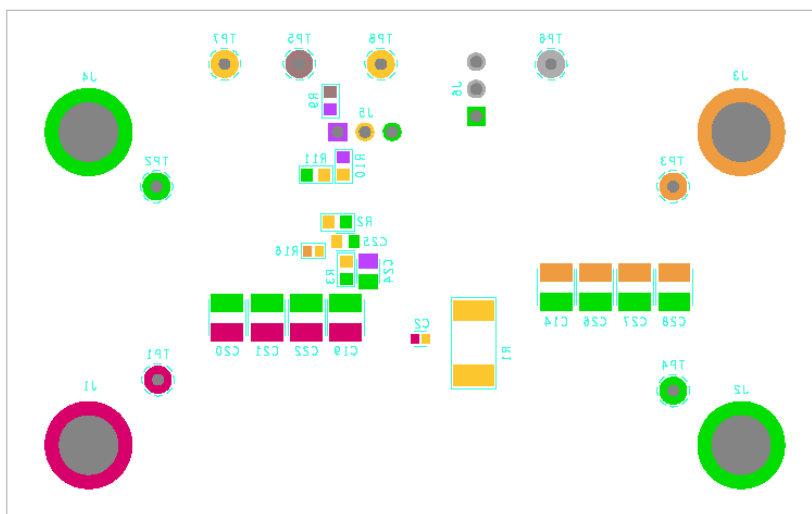 TP7
TP5
TP8
TP6
J4
J3
J6
R9
J5
R11
R10
TP2
TP3
R2
C25
R16
R3
C24
C20
C21
C22
C19
C2
R1
C14
C26
C27
C28
TP1
TP4
J1
J2